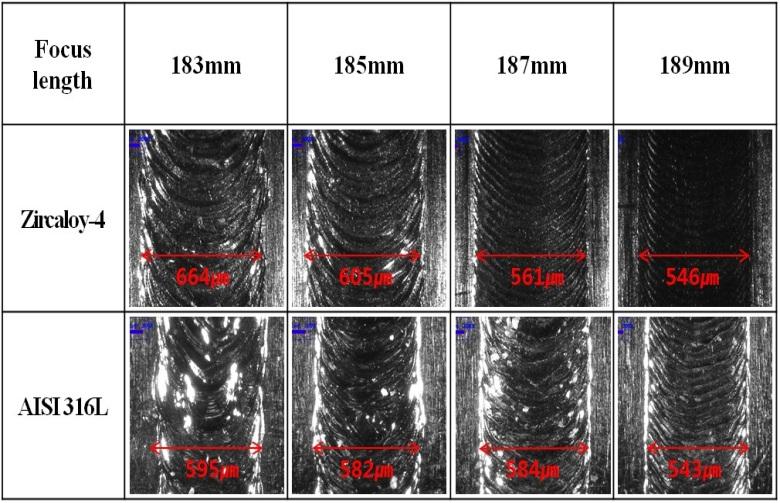 Focus
length
183mm
185mm
187mm
189mm
Zircaloy-4
664㎛
605㎛
561㎛
546㎛
AISI 316L
595㎛
582㎛
584㎛
543㎛